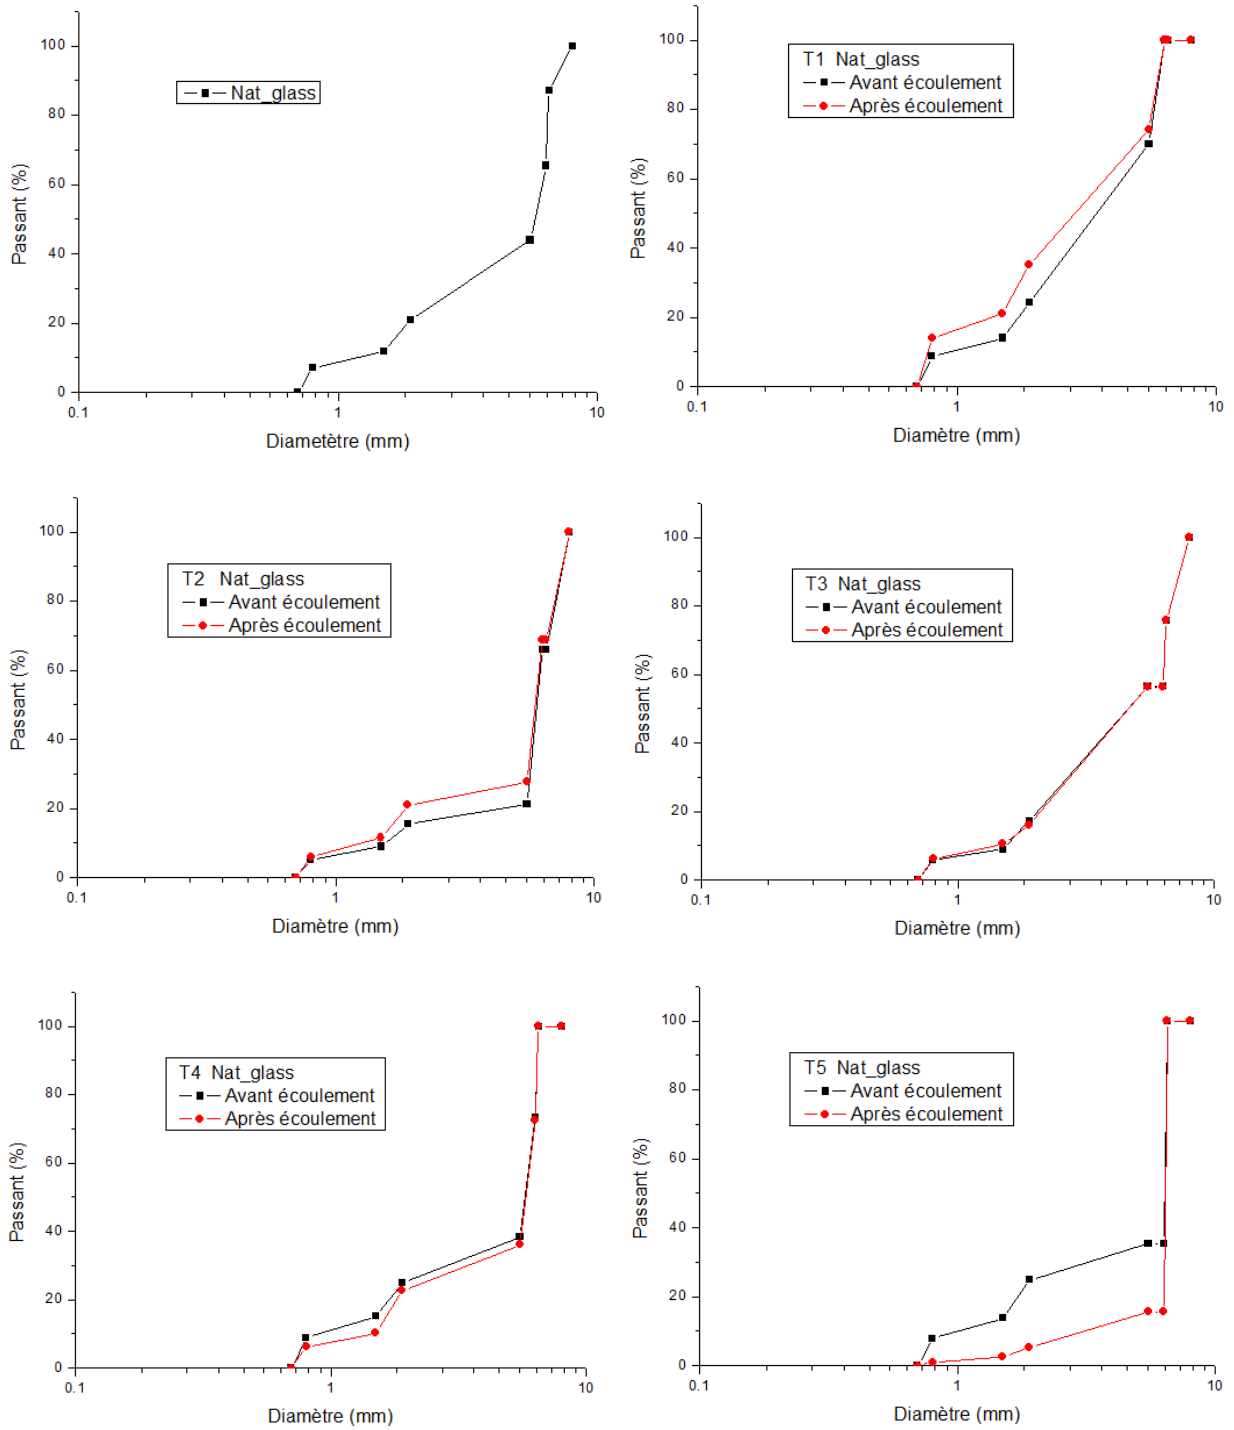 Passant (%)
100
80
60
40
20
0
Nat_glass
0.1
1
10
Diametètre (mm)
Passant (%)
100
80
60
40
20
0
T1 Nat_glass
Avant écoulement
Après écoulement
0.1
1
10
Diamètre (mm)
Passant (%)
100
80
60
40
20
0
T2 Nat_glass
Avant écoulement
Après écoulement
0.1
1
10
Diamètre (mm)
Passant (%)
100
80
60
40
20
0
T3 Nat_glass
Avant écoulement
Après écoulement
0.1
1
10
Diamètre (mm)
Passant (%)
100
80
60
40
20
0
T4 Nat_glass
Avant écoulement
Après écoulement
0.1
1
10
Diamètre (mm)
Passant (%)
100
80
60
40
20
0
T5 Nat_glass
Avant écoulement
Après écoulement
0.1
1
10
Diamètre (mm)